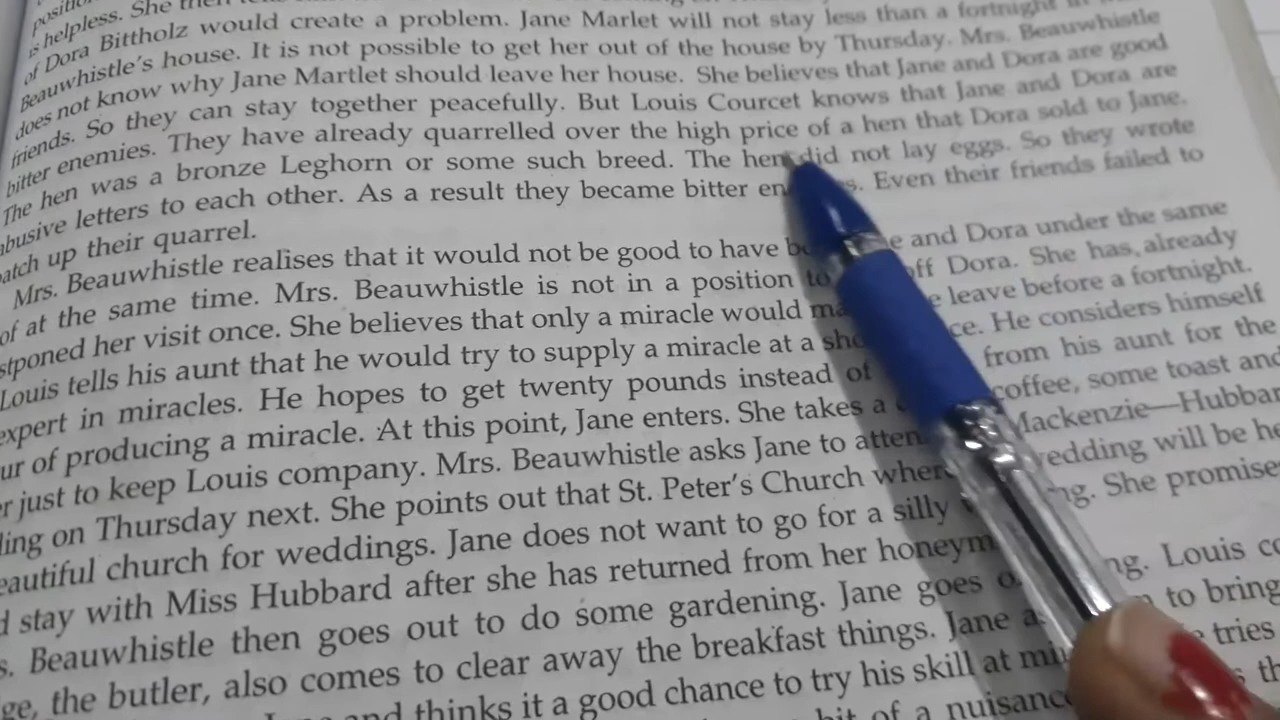 is helpless. She then
of Dora Bittholz would create a problem. Jane Marlet will not stay less than a fortnight
Beauwhistle's house. It is not possible to get her out of the house by Thursday. Mrs. Beauwhistle
does not know why Jane Martlet should leave her house. She believes that Jane and Dora are good
friends. So they can stay together peacefully. But Louis Courcet knows that Jane and Dora are
bitter enemies. They have already quarrelled over the high price of a hen that Dora sold to Jane.
The hen was a bronze Leghorn or some such breed. The hen did not lay eggs. So they wrote
abusive letters to each other. As a result they became bitter en s. Even their friends failed to
atch up their quarrel.
Mrs. Beauwhistle realises that it would not be good to have b e and Dora under the same
of at the same time. Mrs. Beauwhistle is not in a position to off Dora. She has already
stponed her visit once. She believes that only a miracle would ma e leave before a fortnight.
Louis tells his aunt that he would try to supply a miracle at a sho ce. He considers himself
expert in miracles. He hopes to get twenty pounds instead of from his aunt for the
ur of producing a miracle. At this point, Jane enters. She takes a coffee, some toast and
r just to keep Louis company. Mrs. Beauwhistle asks Jane to atten Mackenzie—Hubbar
ling on Thursday next. She points out that St. Peter's Church wher wedding will be he
eautiful church for weddings. Jane does not want to go for a silly ng. She promise
d stay with Miss Hubbard after she has returned from her honeym
s. Beauwhistle then goes out to do some gardening. Jane goes o ng. Louis co
ge, the butler, also comes to clear away the breakfast things. Jane a to bring
and thinks it a good chance to try his skill at mi tries
bit of a nuisance